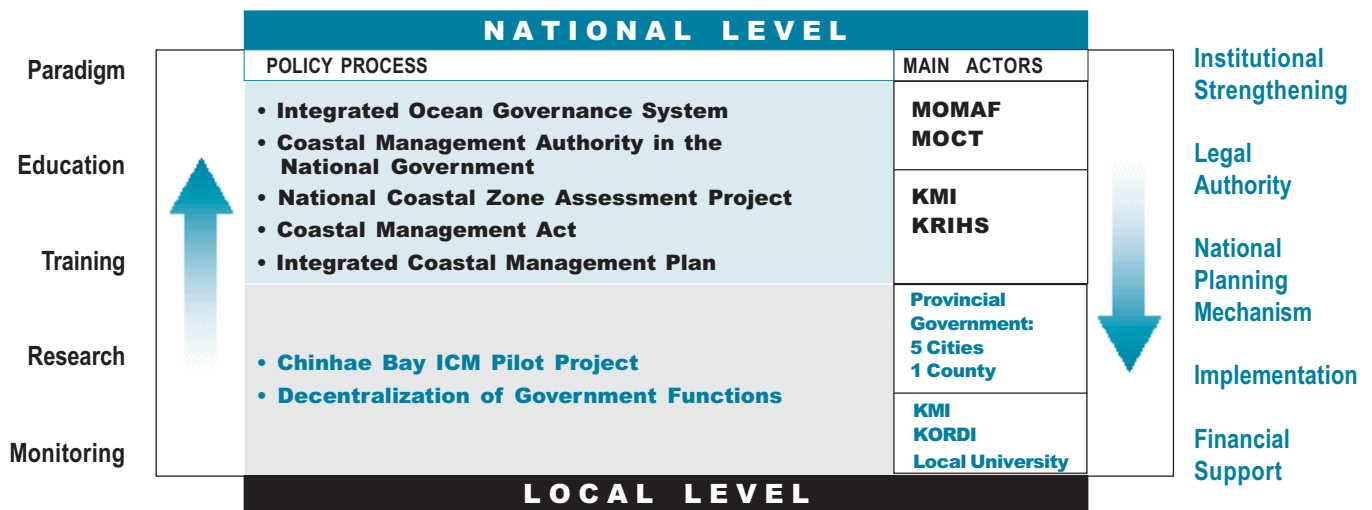 NATIONAL LEVEL
POLICY PROCESS
MAIN ACTORS
Paradigm
Education
Training
Research
Monitoring
• Integrated Ocean Governance System
• Coastal Management Authority in the
National Government
• National Coastal Zone Assessment Project
• Coastal Management Act
• Integrated Coastal Management Plan
MOMAF
MOCT
KMI
KRIHS
• Chinhae Bay ICM Pilot Project
• Decentralization of Government Functions
Provincial
Government:
5 Cities
1 County
KMI
KORDI
Local University
Institutional
Strengthening
Legal
Authority
National
Planning
Mechanism
Implementation
Financial
Support
LOCAL LEVEL